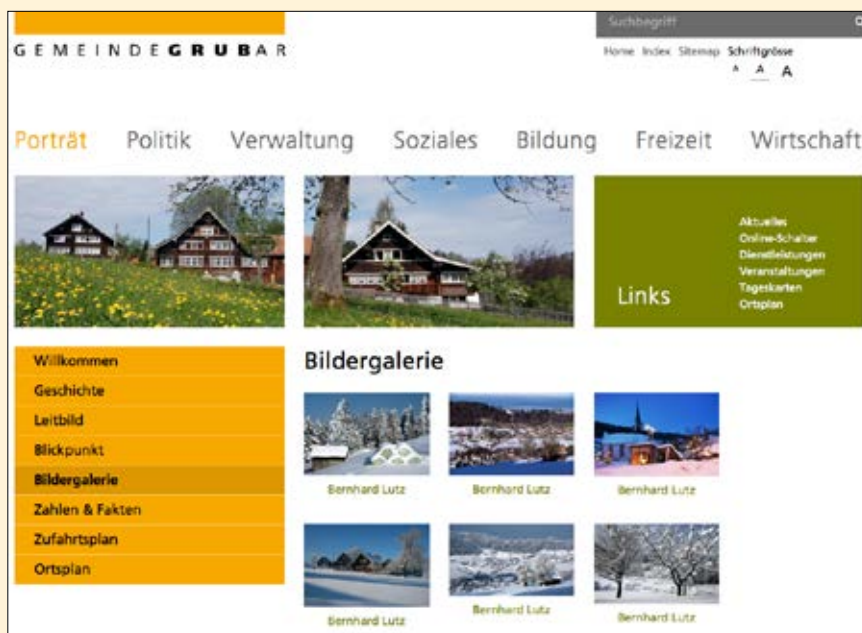 Suchbegriff
GEMEINDEGRUBAR
Home Index Sitemap Schriftgrösse
A A A
Porträt Politik Verwaltung Soziales Bildung Freizeit Wirtschaft
Links
Aktuelles
Online-Schalter
Dienstleistungen
Veranstaltungen
Tageskarten
Ortsplan
Willkommen
Geschichte
Leitbild
Blickpunkt
Bildergalerie
Zahlen & Fakten
Zufahrtsplan
Ortsplan
Bildergalerie
Bernhard Lutz Bernhard Lutz Bernhard Lutz
Bernhard Lutz Bernhard Lutz Bernhard Lutz